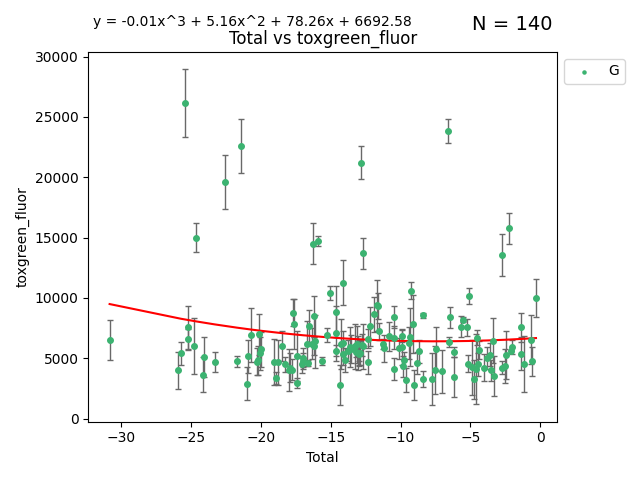 y = -0.01x^3 + 5.16x^2 + 78.26x + 6692.58
N = 140
Total vs toxgreen_fluor
G
30000
25000
20000
15000
10000
5000
0
toxgreen_fluor
−30 −25 −20 −15 −10 −5 0
Total